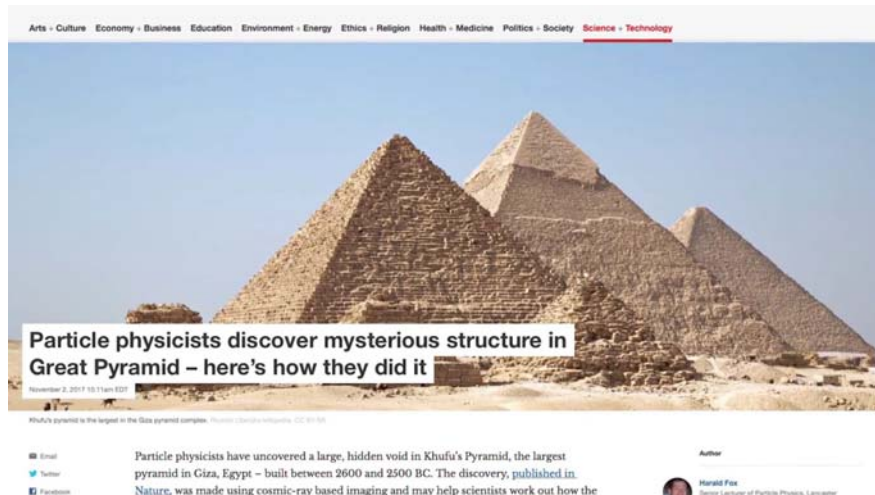 Arts + Culture Economy + Business Education Environment + Energy Ethics + Religion Health + Medicine Politics + Society Science + Technology
Particle physicists discover mysterious structure in
Great Pyramid – here's how they did it
November 2, 2017 10.11am EDT
Khufu's pyramid is the largest in the Giza pyramid complex.
Email
Twitter
Facebook
Particle physicists have uncovered a large, hidden void in Khufu's Pyramid, the largest
pyramid in Giza, Egypt – built between 2600 and 2500 BC. The discovery, published in
Nature, was made using cosmic-ray based imaging and may help scientists work out how the
Author
Harald Fox
Senior Lecturer of Particle Physics, Lancaster